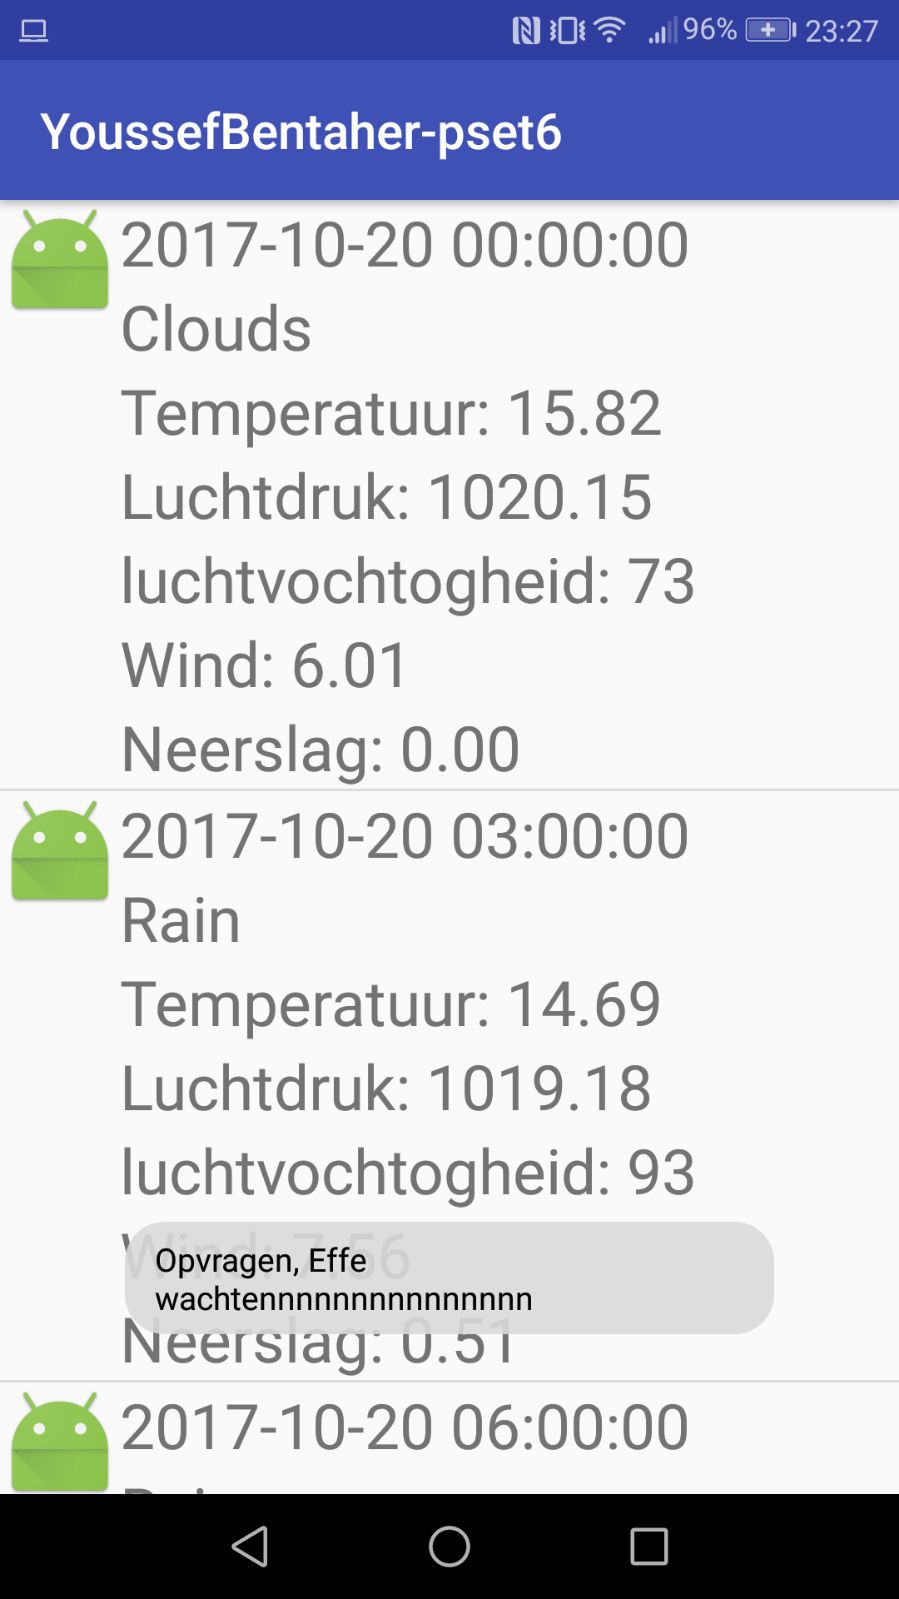 96% 23:27
YoussefBentaher-pset6
2017-10-20 00:00:00
Clouds
Temperatuur: 15.82
Luchtdruk: 1020.15
luchtvochtogheid: 73
Wind: 6.01
Neerslag: 0.00
2017-10-20 03:00:00
Rain
Temperatuur: 14.69
Luchtdruk: 1019.18
luchtvochtogheid: 93
Wind: 7.56
Opvragen, Effe
wachtennnnnnnnnnnnnnn
Neerslag: 0.51
2017-10-20 06:00:00